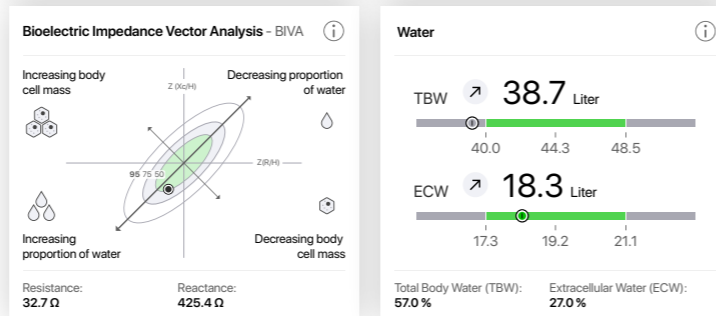 Bioelectric Impedance Vector Analysis - BIVA
i
Increasing body
cell mass
Decreasing proportion
of water
Z (Xc/H)
Z(R/H)
95 75 50
Increasing
proportion of water
Decreasing body
cell mass
Resistance:
32.7 Ω
Reactance:
425.4 Ω
Water
i
TBW 38.7 Liter
40.0 44.3 48.5
ECW 18.3 Liter
17.3 19.2 21.1
Total Body Water (TBW):
57.0 %
Extracellular Water (ECW):
27.0 %